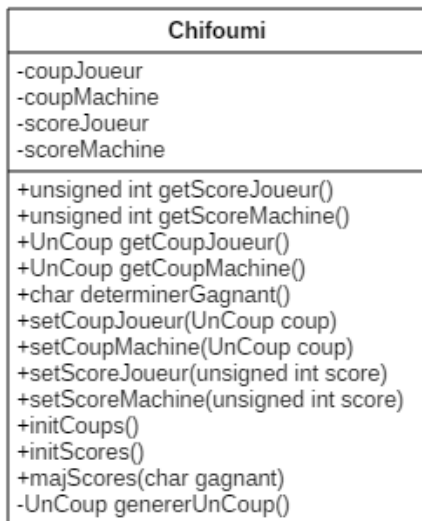 Chifoumi
-coupJoueur
-coupMachine
-scoreJoueur
-scoreMachine
+unsigned int getScoreJoueur()
+unsigned int getScoreMachine()
+UnCoup getCoupJoueur()
+UnCoup getCoupMachine()
+char determinerGagnant()
+setCoupJoueur(UnCoup coup)
+setCoupMachine(UnCoup coup)
+setScoreJoueur(unsigned int score)
+setScoreMachine(unsigned int score)
+initCoups()
+initScores()
+majScores(char gagnant)
-UnCoup genererUnCoup()